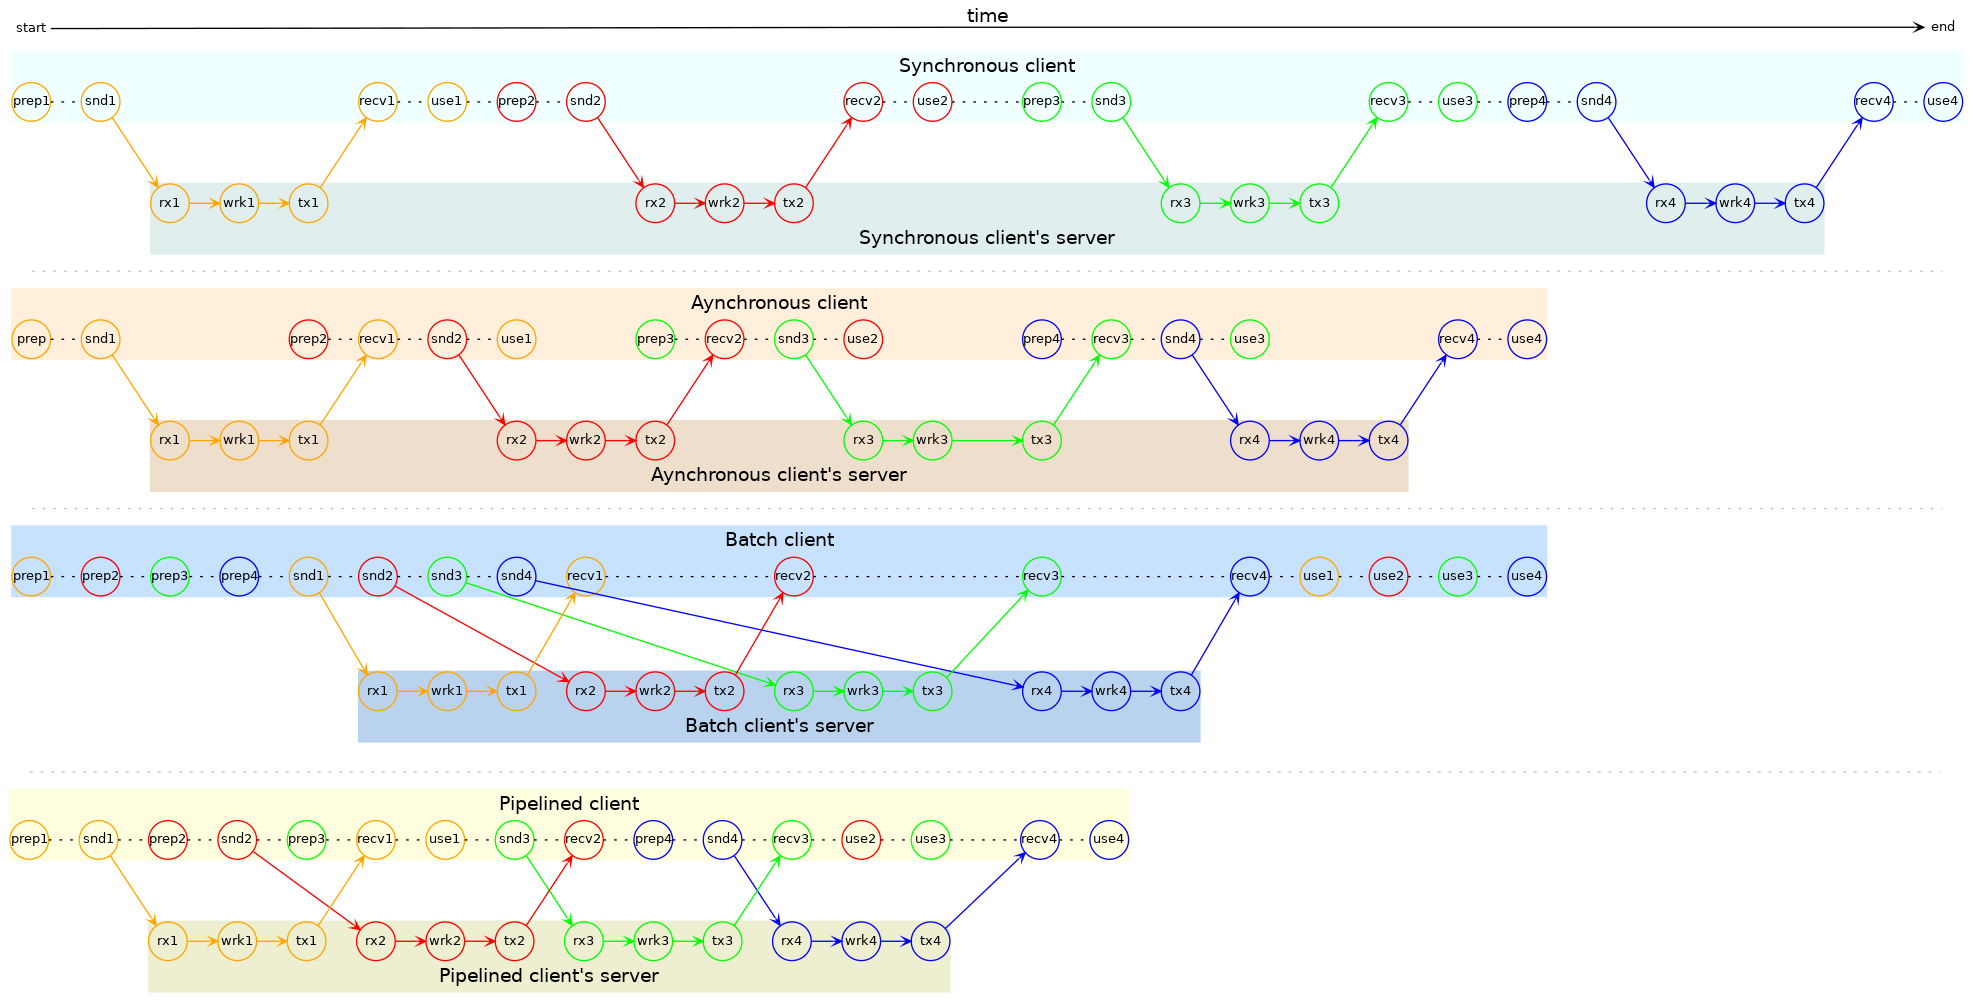 time
start end
Synchronous client
prep1 snd1 recv1 use1 prep2 snd2 recv2 use2 prep3 snd3 recv3 use3 prep4 snd4 recv4 use4
rx1 wrk1 tx1 rx2 wrk2 tx2 rx3 wrk3 tx3 rx4 wrk4 tx4
Synchronous client's server
Aynchronous client
prep snd1 prep2 recv1 snd2 use1 prep3 recv2 snd3 use2 prep4 recv3 snd4 use3 recv4 use4
rx1 wrk1 tx1 rx2 wrk2 tx2 rx3 wrk3 tx3 rx4 wrk4 tx4
Aynchronous client's server
Batch client
prep1 prep2 prep3 prep4 snd1 snd2 snd3 snd4 recv1 recv2 recv3 recv4 use1 use2 use3 use4
rx1 wrk1 tx1 rx2 wrk2 tx2 rx3 wrk3 tx3 rx4 wrk4 tx4
Batch client's server
Pipelined client
prep1 snd1 prep2 snd2 prep3 recv1 use1 snd3 recv2 prep4 snd4 recv3 use2 use3 recv4 use4
rx1 wrk1 tx1 rx2 wrk2 tx2 rx3 wrk3 tx3 rx4 wrk4 tx4
Pipelined client's server